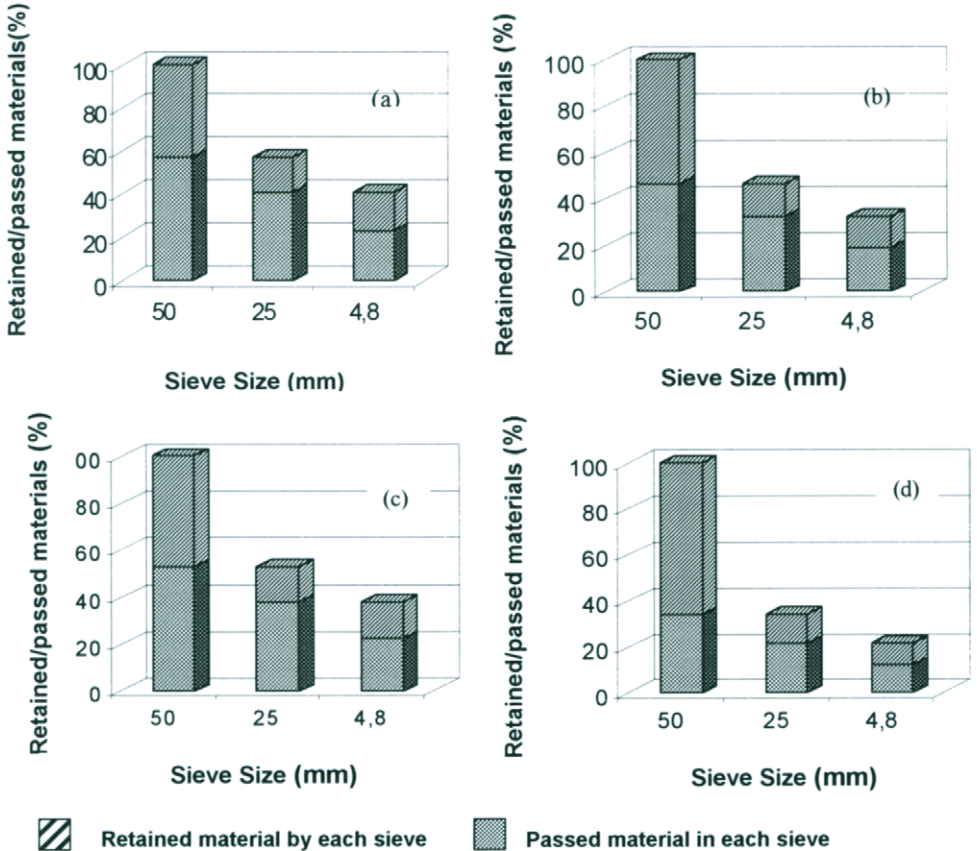 Retained/passed materials(%)
100
80
60
40
20
0
50 25 4,8
Sieve Size (mm)
(a)
Retained/passed materials (%)
100
80
60
40
20
0
50 25 4,8
Sieve Size (mm)
(b)
Retained/passed materials (%)
00
80
60
40
20
0
50 25 4,8
Sieve Size (mm)
(c)
Retained/passed materials (%)
100
80
60
40
20
0
50 25 4,8
Sieve Size (mm)
(d)
Retained material by each sieve
Passed material in each sieve